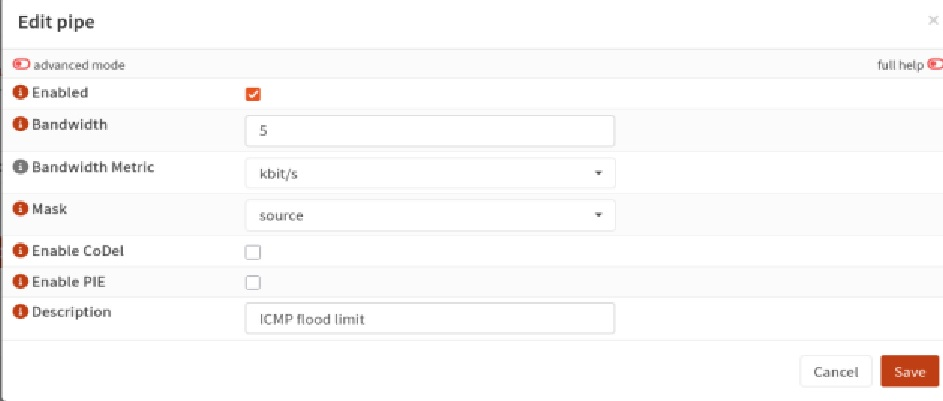 Edit pipe
×
advanced mode
full help
Enabled
Bandwidth
5
Bandwidth Metric
kbit/s
Mask
source
Enable CoDel
Enable PIE
Description
ICMP flood limit
Cancel
Save